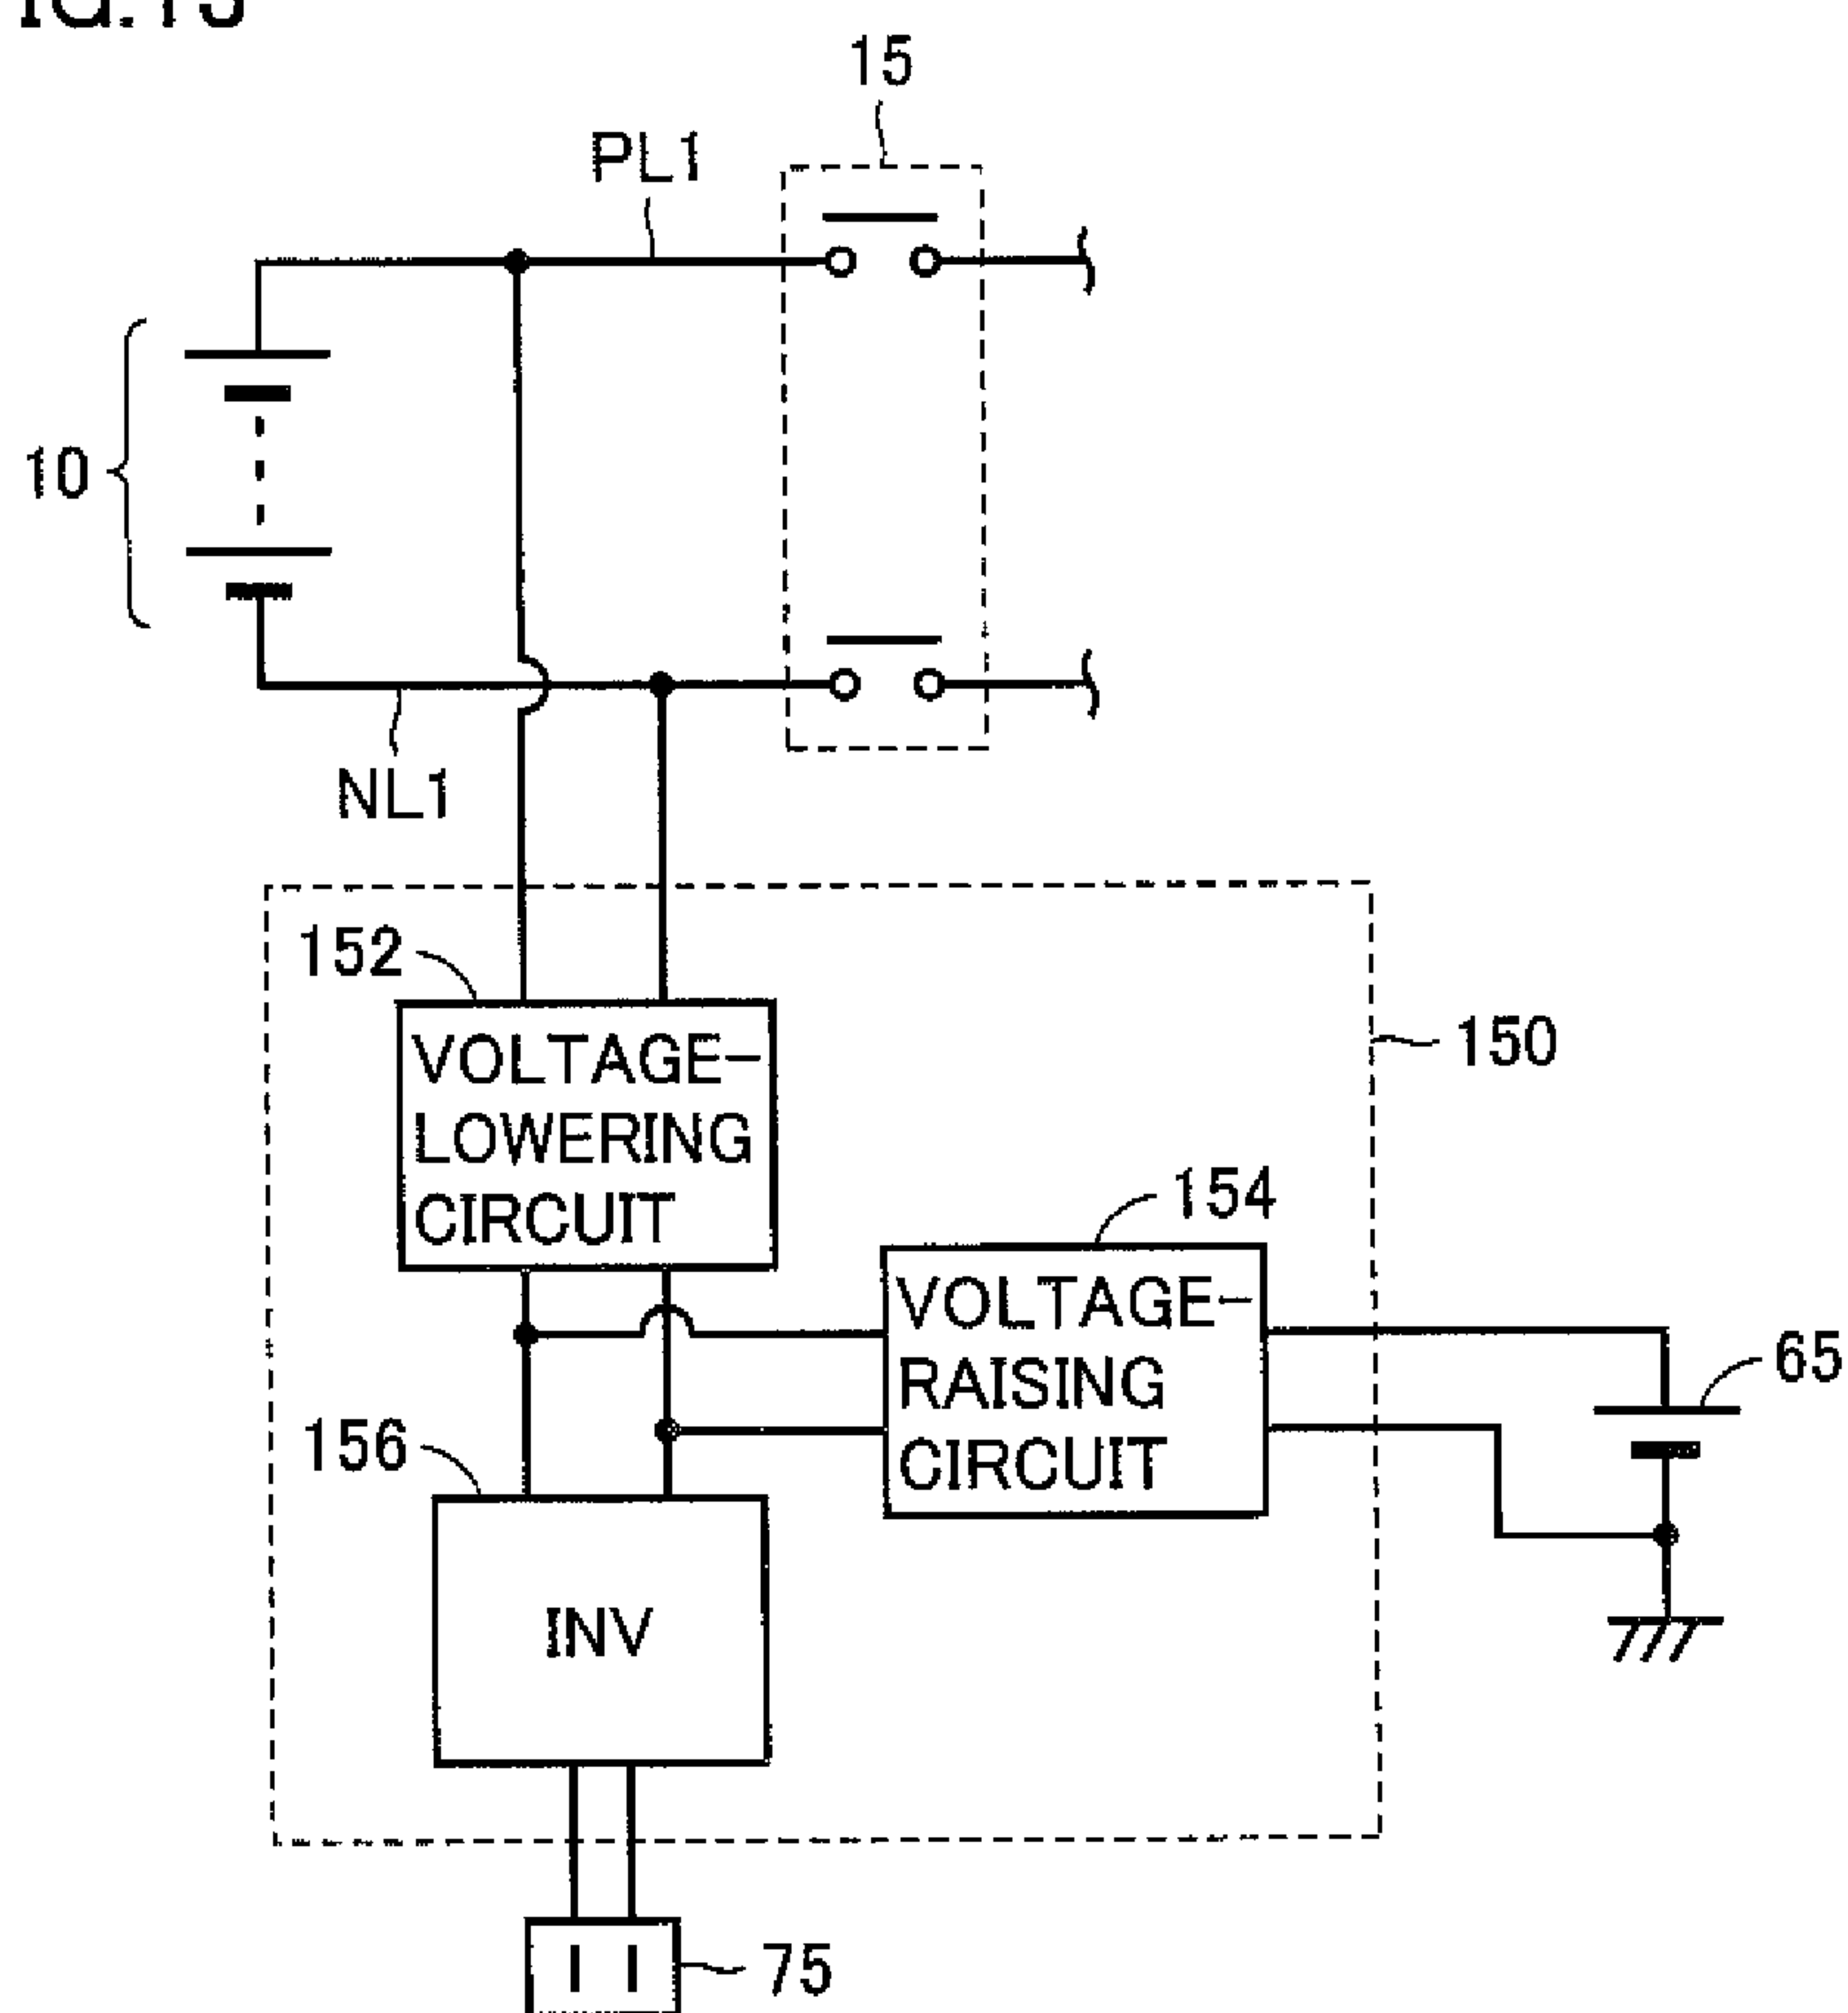 15
PL1
10
NL1
152
VOLTAGE-
LOWERING
CIRCUIT
150
154
VOLTAGE-
RAISING
CIRCUIT
65
156
INV
75